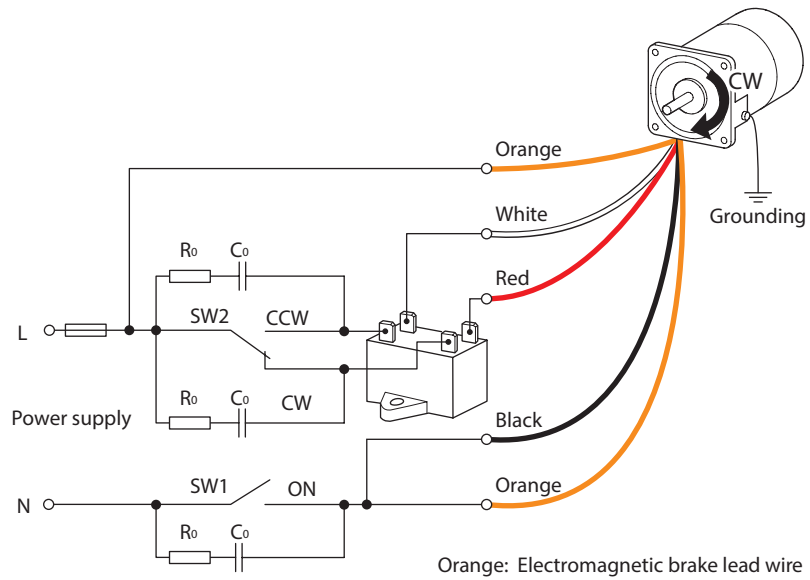 CW
Orange
White
Grounding
R₀ C₀
Red
SW2 CCW
L
R₀ C₀ CW
Power supply
Black
SW1 ON
Orange
N
R₀ C₀
Orange: Electromagnetic brake lead wire